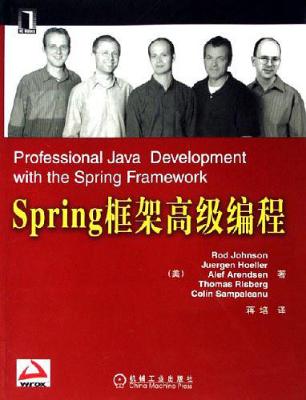 Professional Java Development
with the Spring Framework
Spring框架高级编程
Rod Johnson
Juergen Hoeller
(美) Alef Arendsen 著
Thomas Risberg
Colin Sampaleanu
蒋培 译
wrox
机械工业出版社
China Machine Press